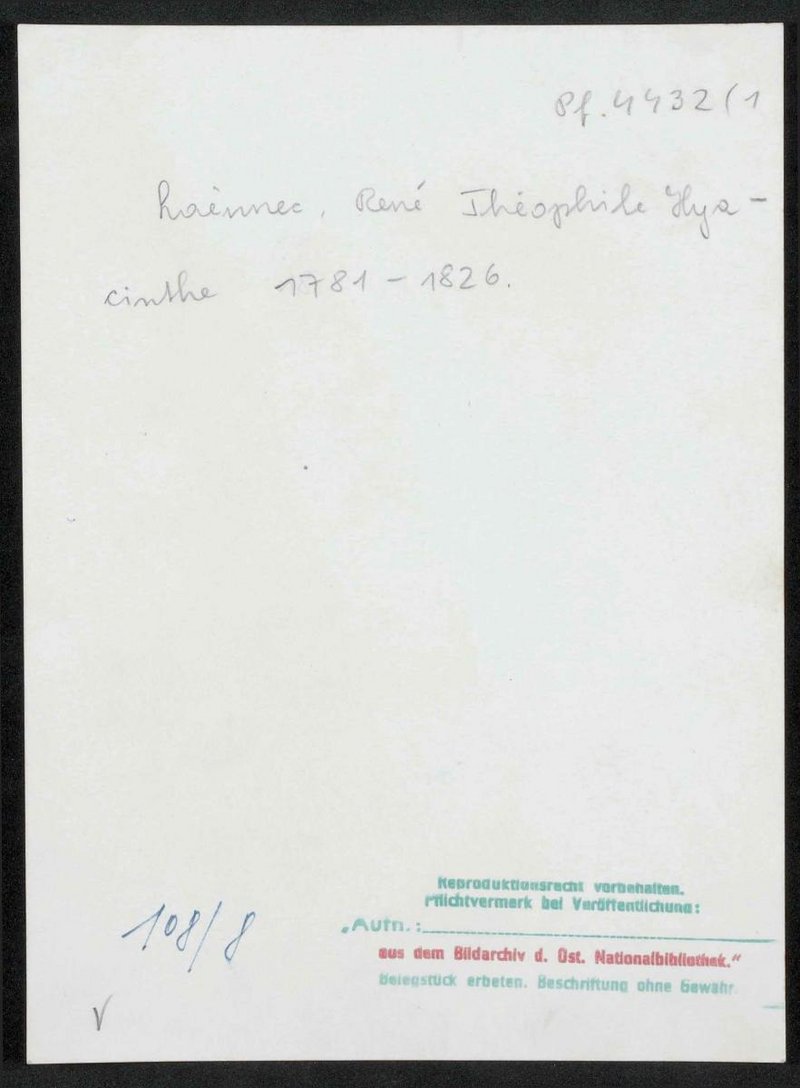 Pf. 4432/1
Laënnec, René Théophile Hya-
cinthe 1781-1826.
108/8
Reproduktionsrecht vorbehalten.
Pflichtvermerk bei Veröffentlichung:
„Aufn.:
aus dem Bildarchiv d. Öst. Nationalbibliothek.“
Belegstück erbeten. Beschriftung ohne Gewähr.
V